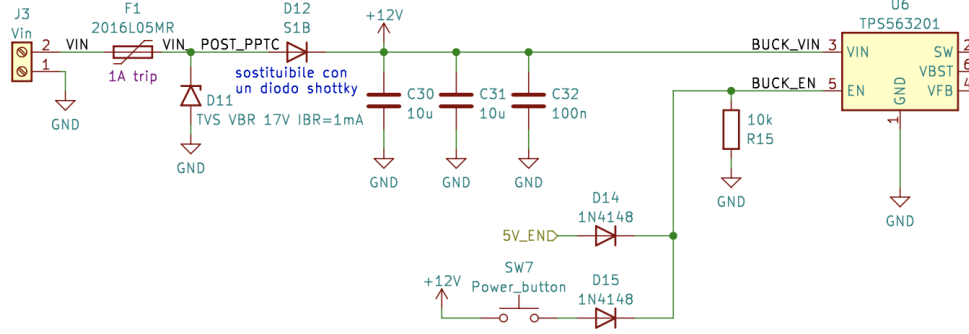 J3
Vin
2
1
VIN
GND
F1
2016L05MR
1A trip
VIN
POST_PPTC
D11
TVS VBR 17V IBR=1mA
GND
D12
S1B
sostituibile con
un diodo shottky
+12V
C30
10u
GND
C31
10u
GND
C32
100n
GND
BUCK_VIN
3
BUCK_EN
5
10k
R15
GND
U6
TPS563201
VIN
EN
GND
SW
VBST
VFB
2
6
4
1
GND
D14
1N4148
5V_EN
+12V
SW7
Power_button
D15
1N4148